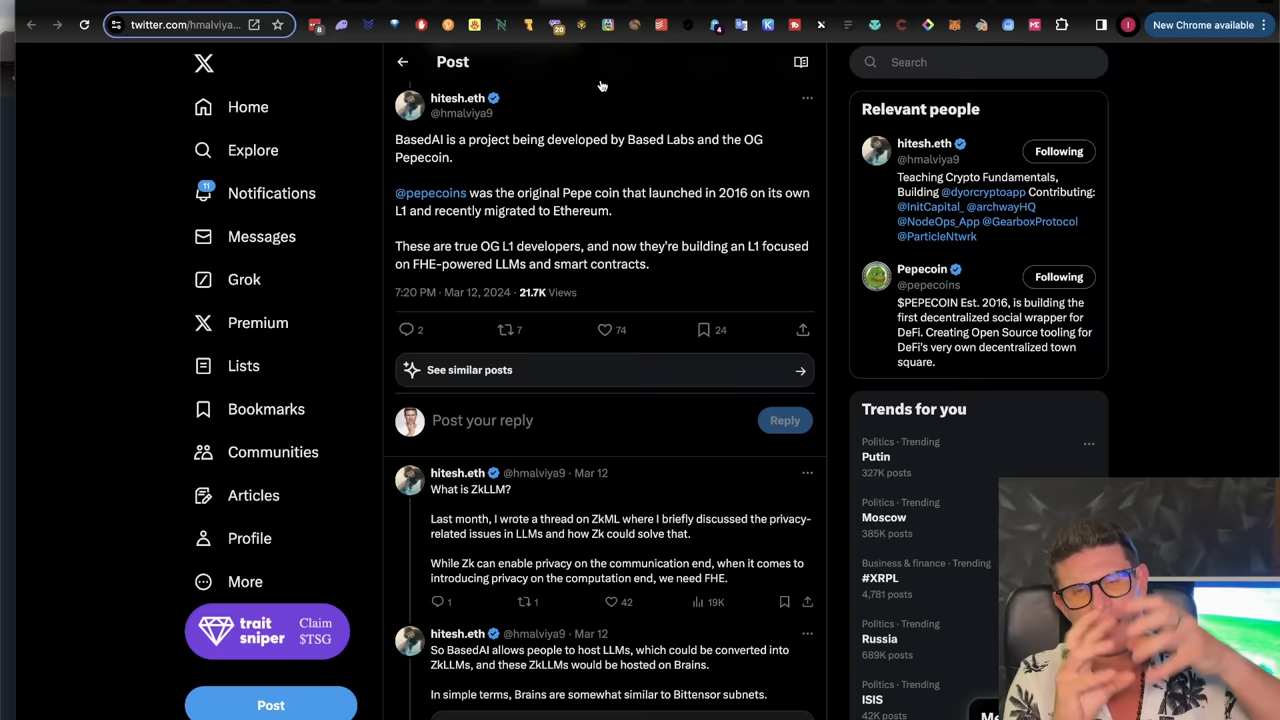 twitter.com/hmalviya...
8
20
4
New Chrome available
Home
Explore
11
Notifications
Messages
Grok
Premium
Lists
Bookmarks
Communities
Articles
Profile
More
trait
sniper
Claim
$TSG
Post
Post
hitesh.eth
@hmalviya9
BasedAI is a project being developed by Based Labs and the OG
Pepecoin.
@pepecoins was the original Pepe coin that launched in 2016 on its own
L1 and recently migrated to Ethereum.
These are true OG L1 developers, and now they're building an L1 focused
on FHE-powered LLMs and smart contracts.
7:20 PM · Mar 12, 2024 · 21.7K Views
2
7
74
24
See similar posts
Post your reply
Reply
hitesh.eth @hmalviya9 · Mar 12
What is ZkLLM?
Last month, I wrote a thread on ZkML where I briefly discussed the privacy-
related issues in LLMs and how Zk could solve that.
While Zk can enable privacy on the communication end, when it comes to
introducing privacy on the computation end, we need FHE.
1
1
42
19K
hitesh.eth @hmalviya9 · Mar 12
So BasedAI allows people to host LLMs, which could be converted into
ZkLLMs, and these ZkLLMs would be hosted on Brains.
In simple terms, Brains are somewhat similar to Bittensor subnets.
Search
Relevant people
hitesh.eth
@hmalviya9
Following
Teaching Crypto Fundamentals,
Building @dyorcryptoapp Contributing:
@InitCapital_ @archwayHQ
@NodeOps_App @GearboxProtocol
@ParticleNtwrk
Pepecoin
@pepecoins
Following
$PEPECOIN Est. 2016, is building the
first decentralized social wrapper for
DeFi. Creating Open Source tooling for
DeFi's very own decentralized town
square.
Trends for you
Politics · Trending
Putin
327K posts
Politics · Trending
Moscow
385K posts
Business & finance · Trending
#XRPL
4,781 posts
Politics · Trending
Russia
689K posts
Politics · Trending
ISIS
42K posts